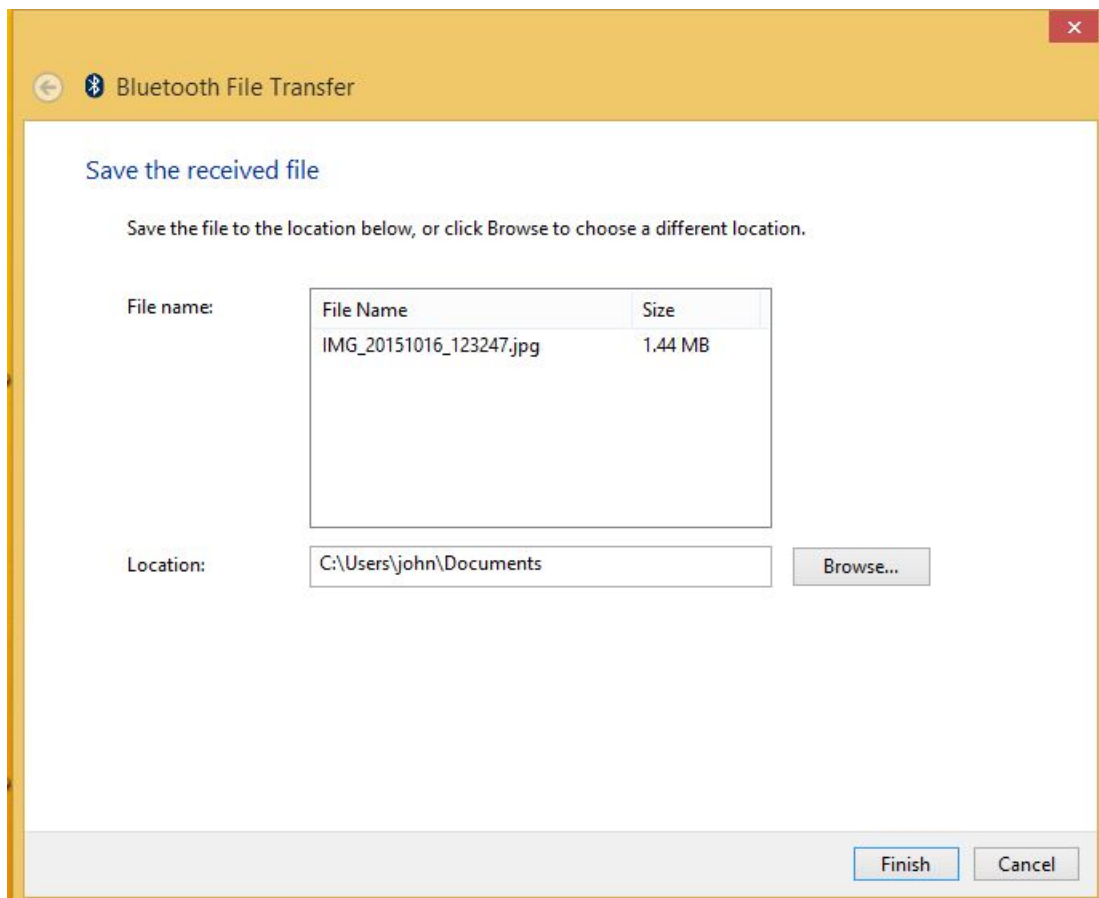 Bluetooth File Transfer
Save the received file
Save the file to the location below, or click Browse to choose a different location.
File name:
File Name Size
IMG_20151016_123247.jpg 1.44 MB
Location: C:\Users\john\Documents Browse...
Finish Cancel